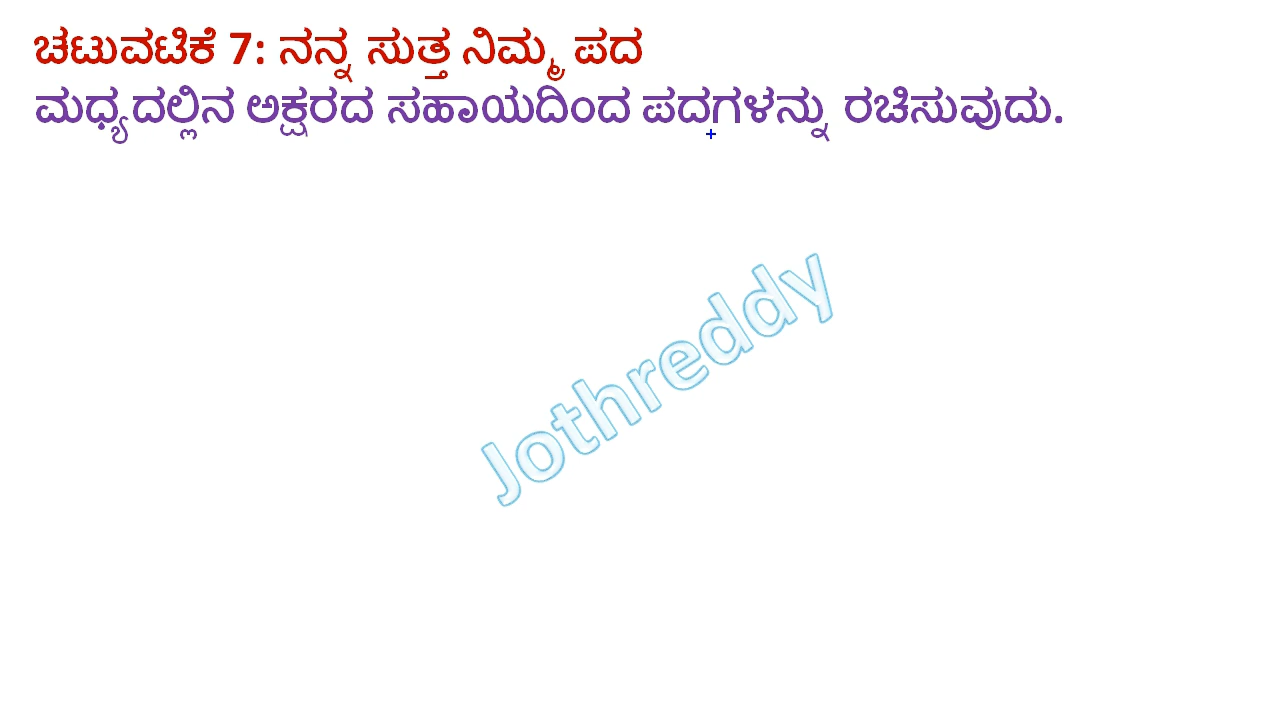 ಚಟುವಟಿಕೆ 7: ನನ್ನ ಸುತ್ತ ನಿಮ್ಮ ಪದ
ಮಧ್ಯದಲ್ಲಿನ ಅಕ್ಷರದ ಸಹಾಯದಿಂದ ಪದಗಳನ್ನು ರಚಿಸುವುದು.
Jothreddy